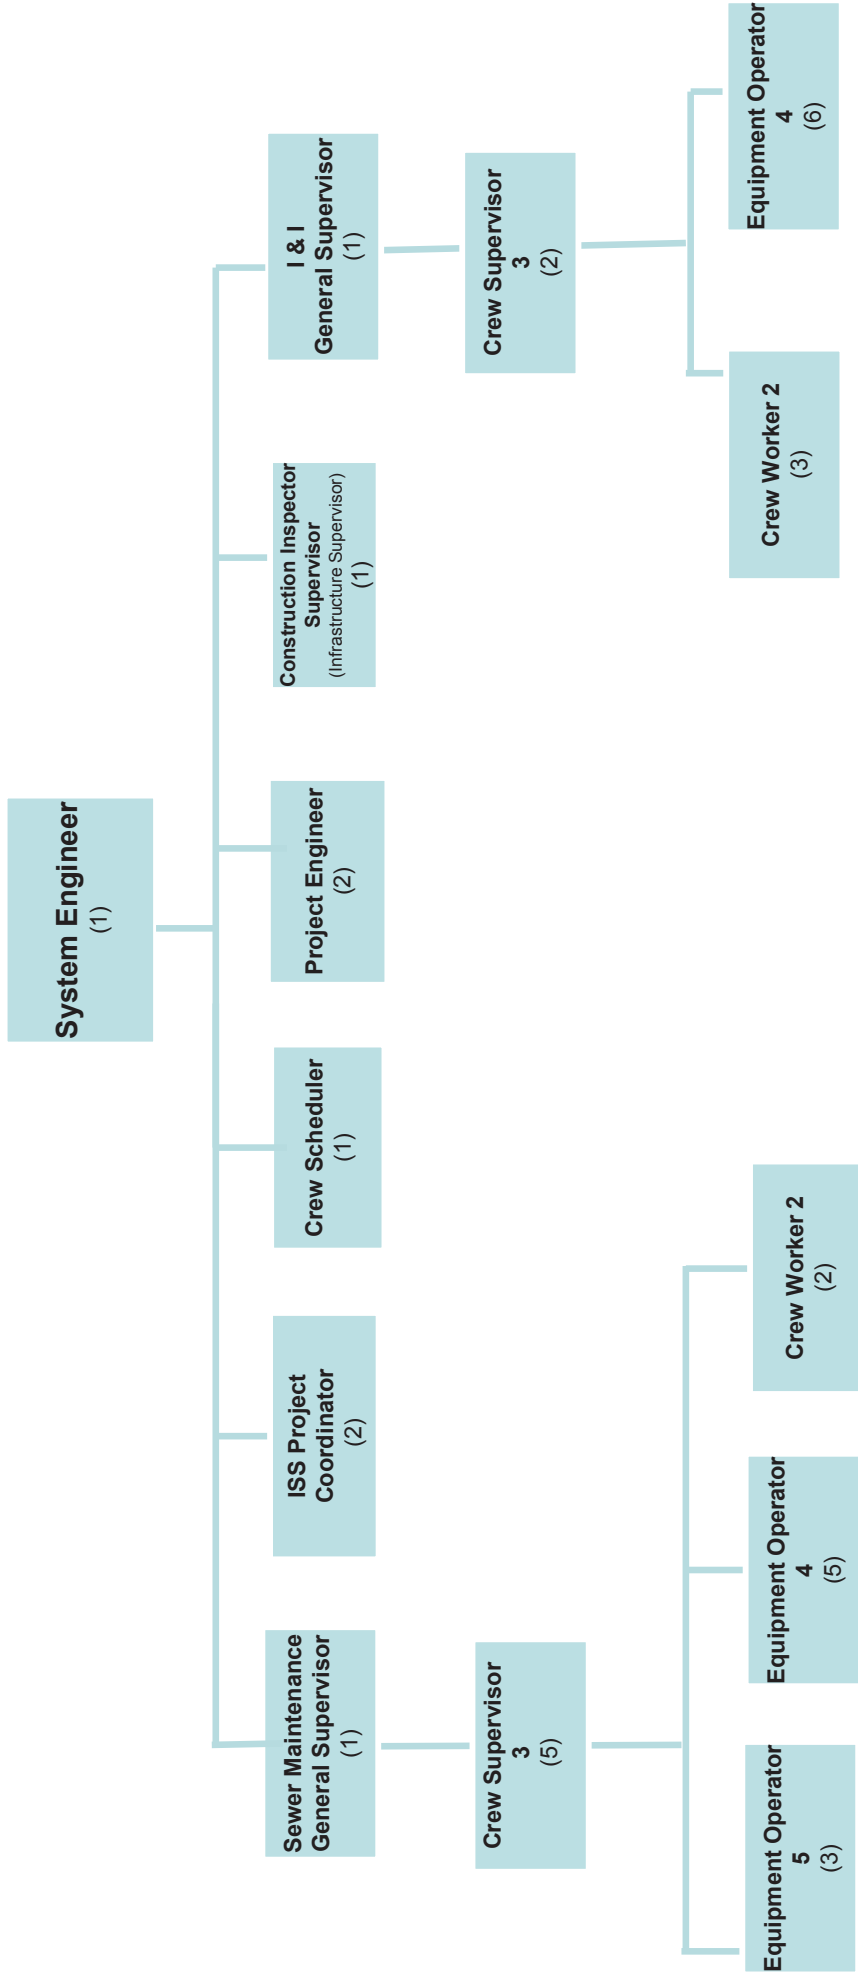 System Engineer
(1)
Sewer Maintenance
General Supervisor
(1)
ISS Project
Coordinator
(2)
Crew Scheduler
(1)
Project Engineer
(2)
Construction Inspector
Supervisor
(Infrastructure Supervisor)
(1)
I & I
General Supervisor
(1)
Crew Supervisor
3
(5)
Crew Supervisor
3
(2)
Equipment Operator
5
(3)
Equipment Operator
4
(5)
Crew Worker 2
(2)
Crew Worker 2
(3)
Equipment Operator
4
(6)